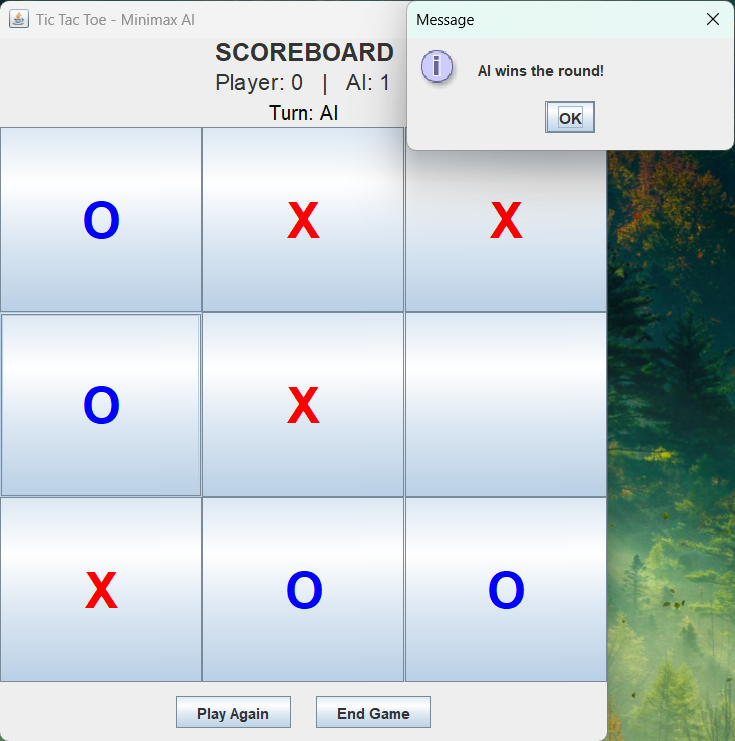 Tic Tac Toe - Minimax AI
Message
SCOREBOARD
Player: 0 | AI: 1
Turn: AI
AI wins the round!
OK
O X X
O X
X O O
Play Again End Game